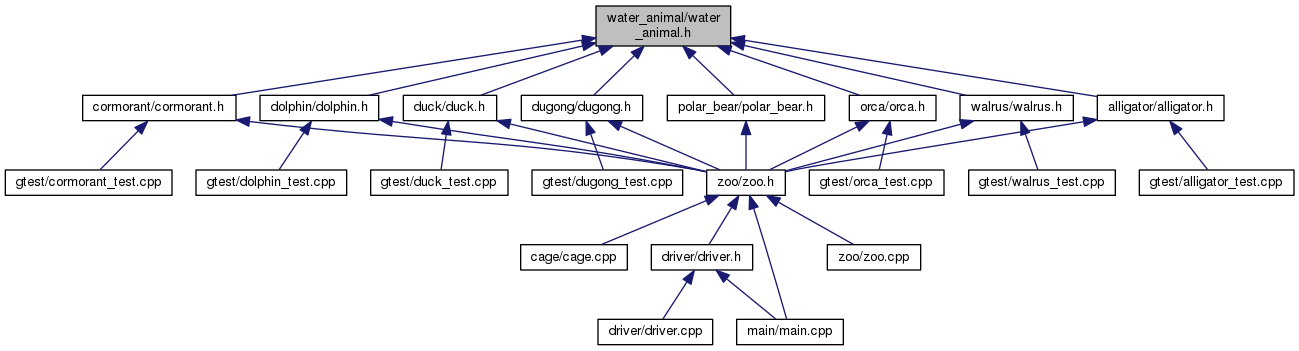 water_animal/water
_animal.h
cormorant/cormorant.h
dolphin/dolphin.h
duck/duck.h
dugong/dugong.h
polar_bear/polar_bear.h
orca/orca.h
walrus/walrus.h
alligator/alligator.h
gtest/cormorant_test.cpp
gtest/dolphin_test.cpp
gtest/duck_test.cpp
gtest/dugong_test.cpp
zoo/zoo.h
gtest/orca_test.cpp
gtest/walrus_test.cpp
gtest/alligator_test.cpp
cage/cage.cpp
driver/driver.h
zoo/zoo.cpp
driver/driver.cpp
main/main.cpp